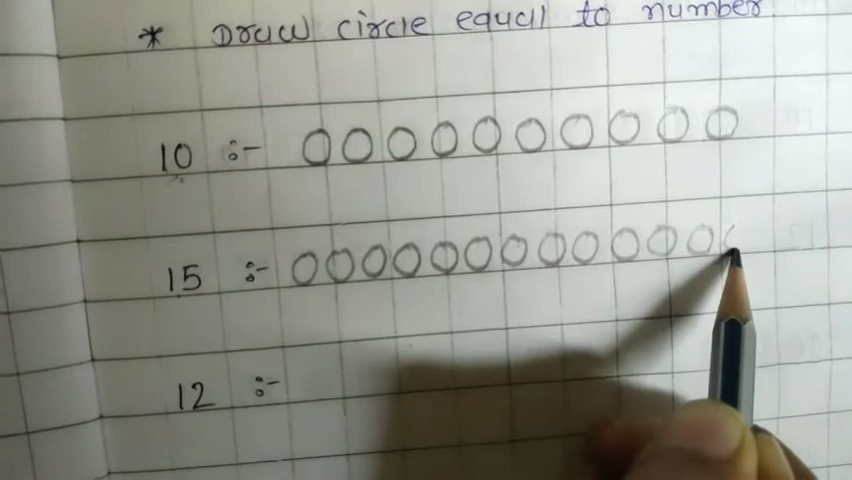 * Draw circle equal to number.
10 :-
15 :-
12 :-